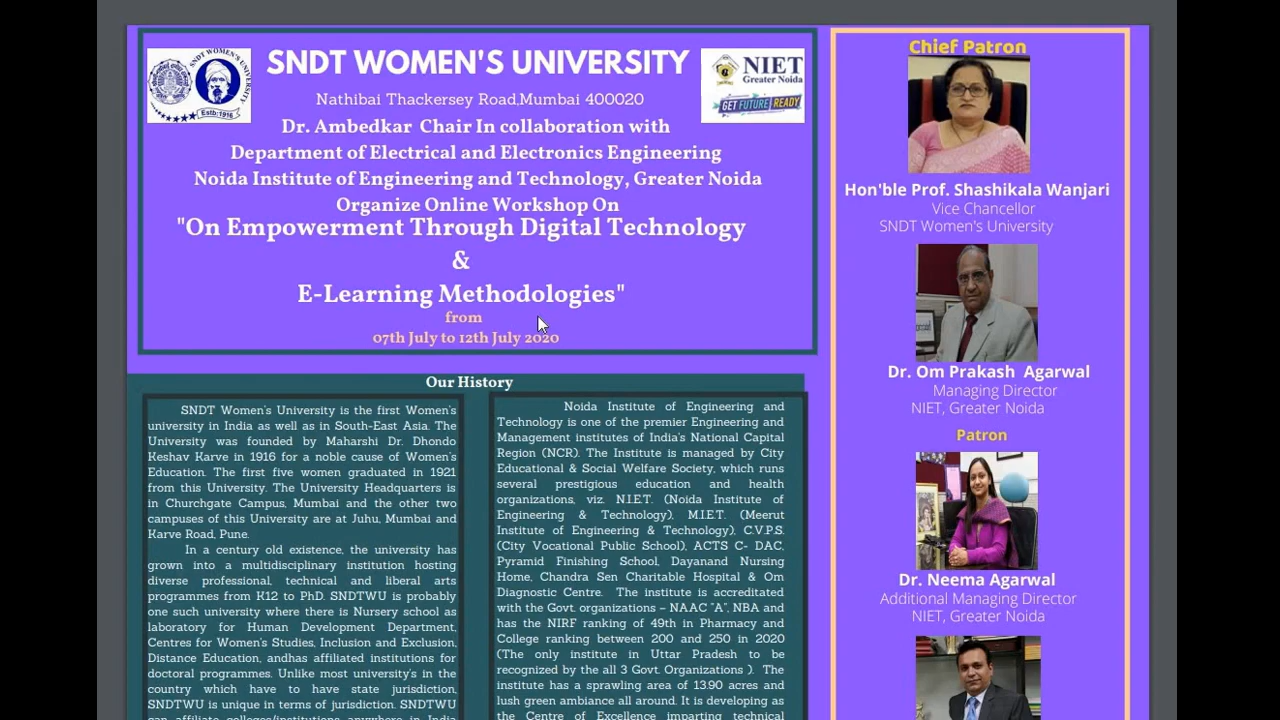 SNDT WOMEN'S UNIVERSITY
Nathibai Thackersey Road,Mumbai 400020
Dr. Ambedkar Chair In collaboration with
Department of Electrical and Electronics Engineering
Noida Institute of Engineering and Technology, Greater Noida
Organize Online Workshop On
"On Empowerment Through Digital Technology
&
E-Learning Methodologies"
from
07th July to 12th July 2020
SNDT WOMEN'S UNIVERSITY
Estb:1916
NIET
Greater Noida
GET FUTURE READY
Our History
SNDT Women's University is the first Women's
university in India as well as in South-East Asia. The
University was founded by Maharshi Dr. Dhondo
Keshav Karve in 1916 for a noble cause of Women's
Education. The first five women graduated in 1921
from this University. The University Headquarters is
in Churchgate Campus, Mumbai and the other two
campuses of this University are at Juhu, Mumbai and
Karve Road, Pune.
In a century old existence, the university has
grown into a multidisciplinary institution hosting
diverse professional, technical and liberal arts
programmes from K12 to PhD. SNDTWU is probably
one such university where there is Nursery school as
laboratory for Human Development Department,
Centres for Women's Studies, Inclusion and Exclusion,
Distance Education, andhas affiliated institutions for
doctoral programmes. Unlike most university's in the
country which have to have state jurisdiction,
SNDTWU is unique in terms of jurisdiction. SNDTWU
can affiliate colleges/institutions anywhere in India
Noida Institute of Engineering and
Technology is one of the premier Engineering and
Management institutes of India's National Capital
Region (NCR). The Institute is managed by City
Educational & Social Welfare Society, which runs
several prestigious education and health
organizations, viz. N.I.E.T. (Noida Institute of
Engineering & Technology), M.I.E.T. (Meerut
Institute of Engineering & Technology), C.V.P.S.
(City Vocational Public School), ACTS C- DAC,
Pyramid Finishing School, Dayanand Nursing
Home, Chandra Sen Charitable Hospital & Om
Diagnostic Centre. The institute is accreditated
with the Govt. organizations – NAAC "A", NBA and
has the NIRF ranking of 49th in Pharmacy and
College ranking between 200 and 250 in 2020
(The only institute in Uttar Pradesh to be
recognized by the all 3 Govt. Organizations ). The
institute has a sprawling area of 13.90 acres and
lush green ambiance all around. It is developing as
the Centre of Excellence imparting technical
Chief Patron
Hon'ble Prof. Shashikala Wanjari
Vice Chancellor
SNDT Women's University
Dr. Om Prakash Agarwal
Managing Director
NIET, Greater Noida
Patron
Dr. Neema Agarwal
Additional Managing Director
NIET, Greater Noida